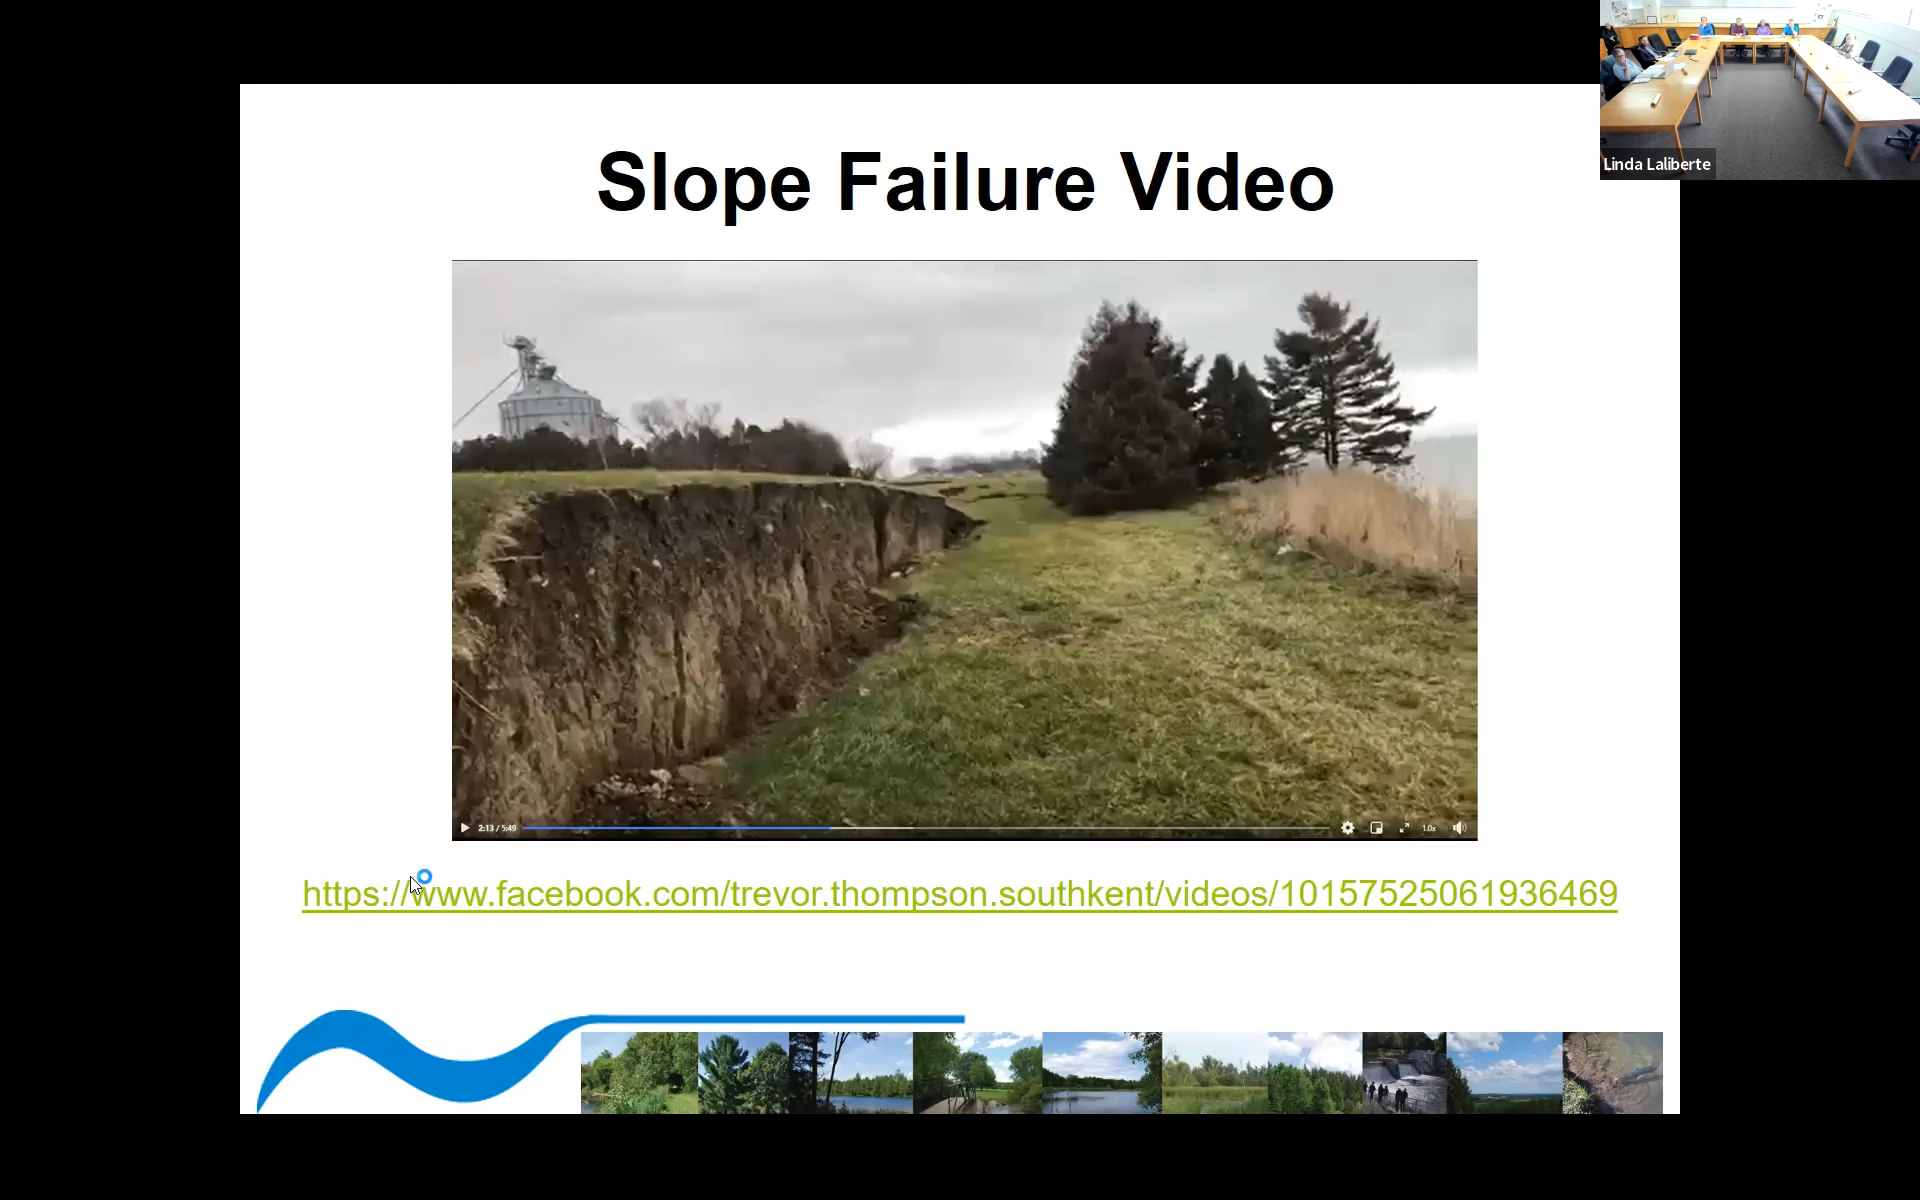 Linda Laliberte
Slope Failure Video
2:13 / 5:49
1.0x
https://www.facebook.com/trevor.thompson.southkent/videos/10157525061936469